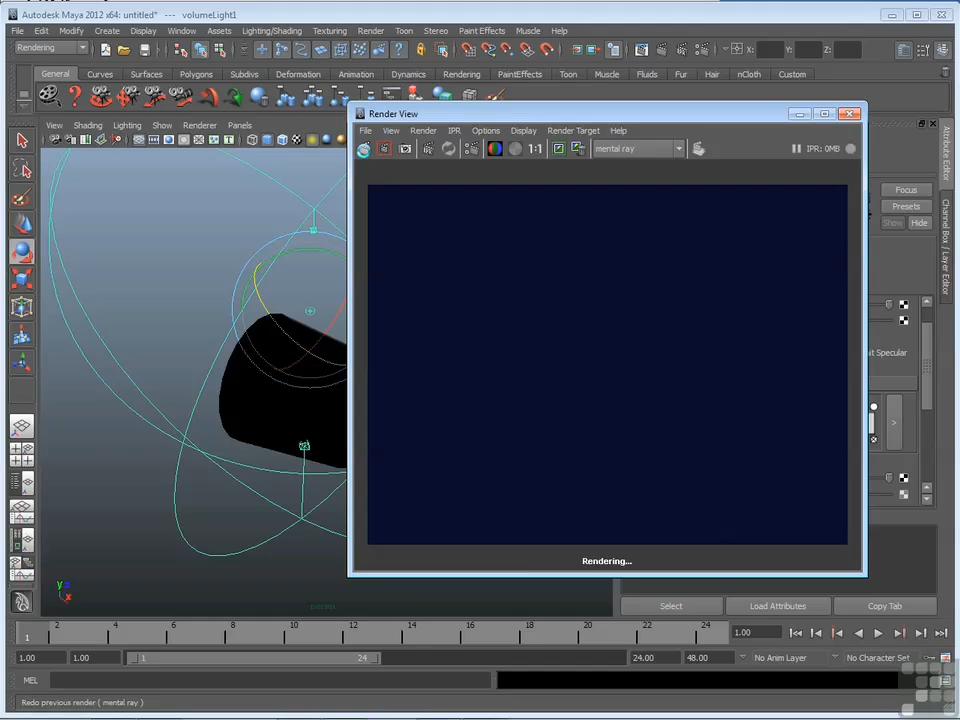 Autodesk Maya 2012 x64: untitled* --- volumeLight1
File Edit Modify Create Display Window Assets Lighting/Shading Texturing Render Toon Stereo Paint Effects Muscle Help
Rendering X: Y: Z:
General Curves Surfaces Polygons Subdivs Deformation Animation Dynamics Rendering PaintEffects Toon Muscle Fluids Fur Hair nCloth Custom
View Shading Lighting Show Renderer Panels
Render View
File View Render IPR Options Display Render Target Help
1:1 mental ray IPR: 0MB
Attribute Editor
Channel Box / Layer Editor
Focus
Presets
Show Hide
it Specular
>
Rendering...
y
z
x
Select Load Attributes Copy Tab
1 2 4 6 8 10 12 14 16 18 20 22 24 1.00
1.00 1.00 1 24 24.00 48.00 No Anim Layer No Character Set
MEL
Redo previous render ( mental ray )